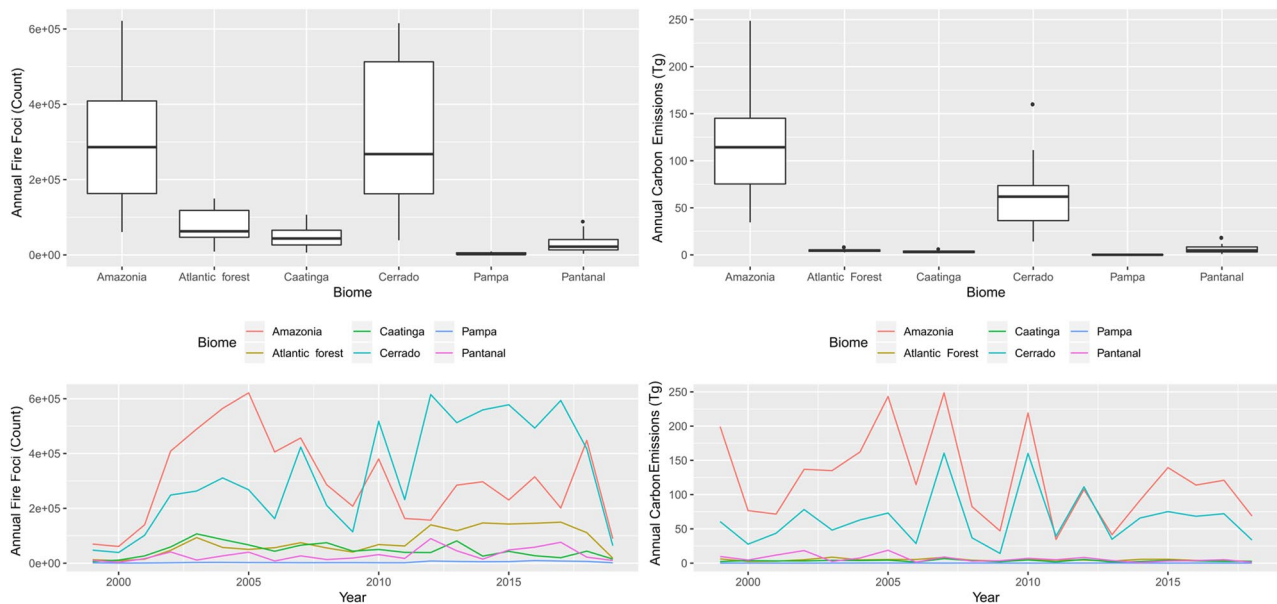 Annual Fire Foci (Count)
6e+05
4e+05
2e+05
0e+00
Amazonia Atlantic forest Caatinga Cerrado Pampa Pantanal
Biome
Annual Carbon Emissions (Tg)
250
200
150
100
50
0
Amazonia Atlantic Forest Caatinga Cerrado Pampa Pantanal
Biome
Biome
Amazonia Caatinga Pampa
Atlantic forest Cerrado Pantanal
Biome
Amazonia Caatinga Pampa
Atlantic Forest Cerrado Pantanal
Annual Fire Foci (Count)
6e+05
4e+05
2e+05
0e+00
2000 2005 2010 2015
Year
Annual Carbon Emissions (Tg)
250
200
150
100
50
0
2000 2005 2010 2015
Year